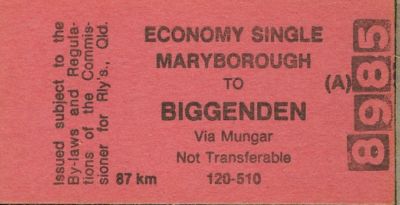 Issued subject to the
By-laws and Regula-
tions of the Commis-
sioner for Rly's., Qld.
ECONOMY SINGLE
MARYBOROUGH
TO
(A)
BIGGENDEN
Via Mungar
Not Transferable
87 km
120-510
8985